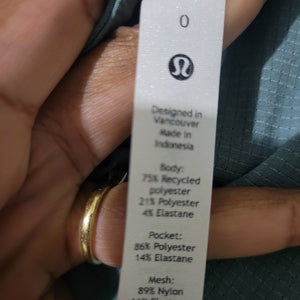 0
Designed in
Vancouver
Made in
Indonesia
Body:
75% Recycled
polyester
21% Polyester
4% Elastane
Pocket:
86% Polyester
14% Elastane
Mesh:
89% Nylon